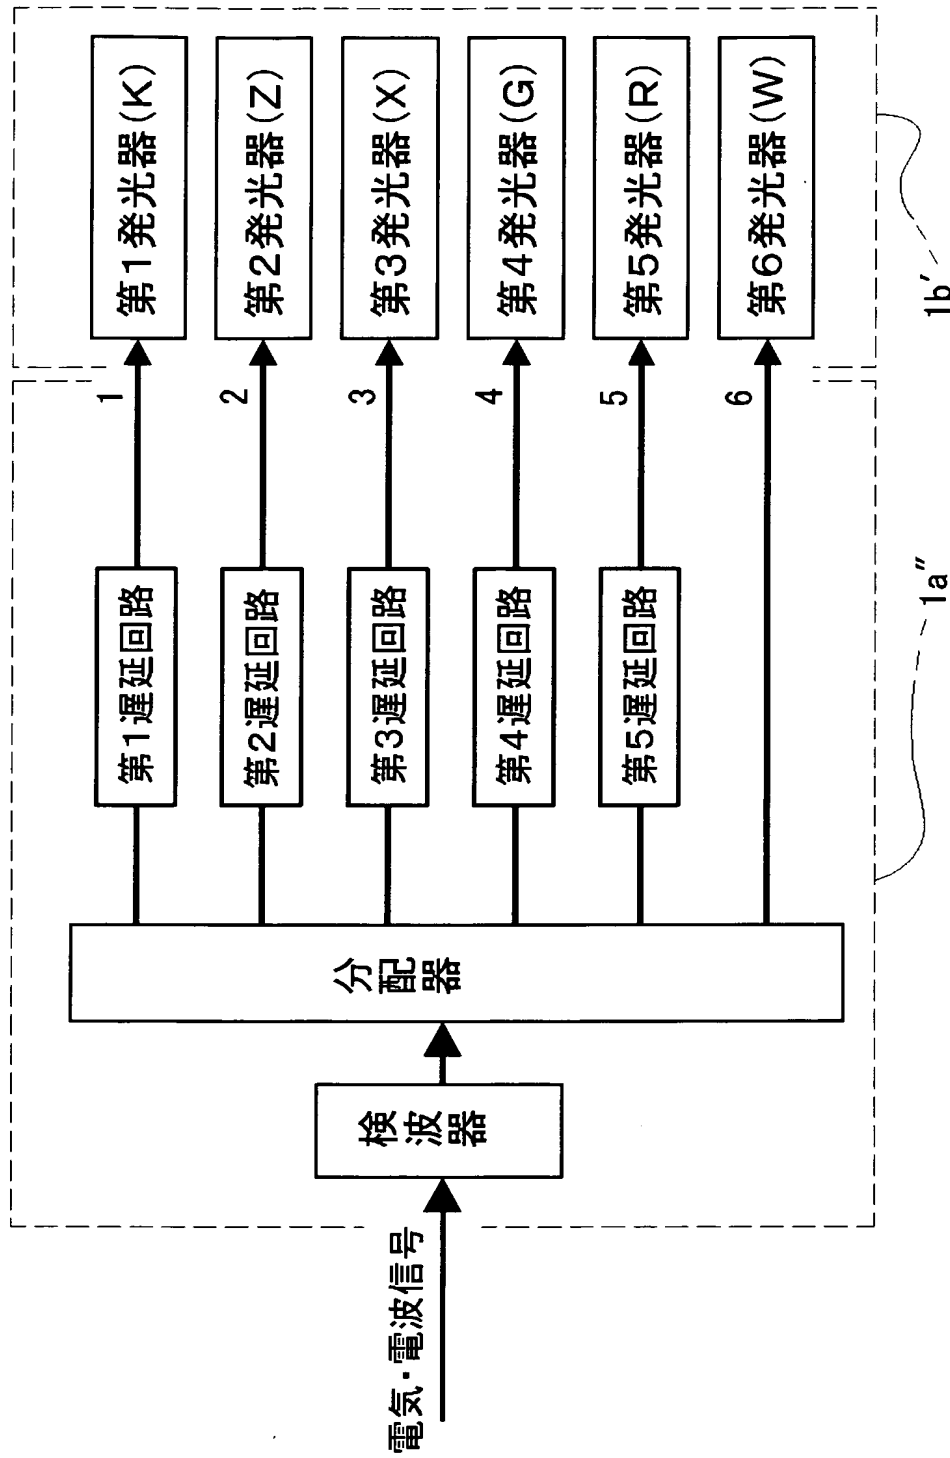 電気・電波信号
検波器
分配器
第1遅延回路
第2遅延回路
第3遅延回路
第4遅延回路
第5遅延回路
1
2
3
4
5
6
第1発光器(K)
第2発光器(Z)
第3発光器(X)
第4発光器(G)
第5発光器(R)
第6発光器(W)
1a″
1b′